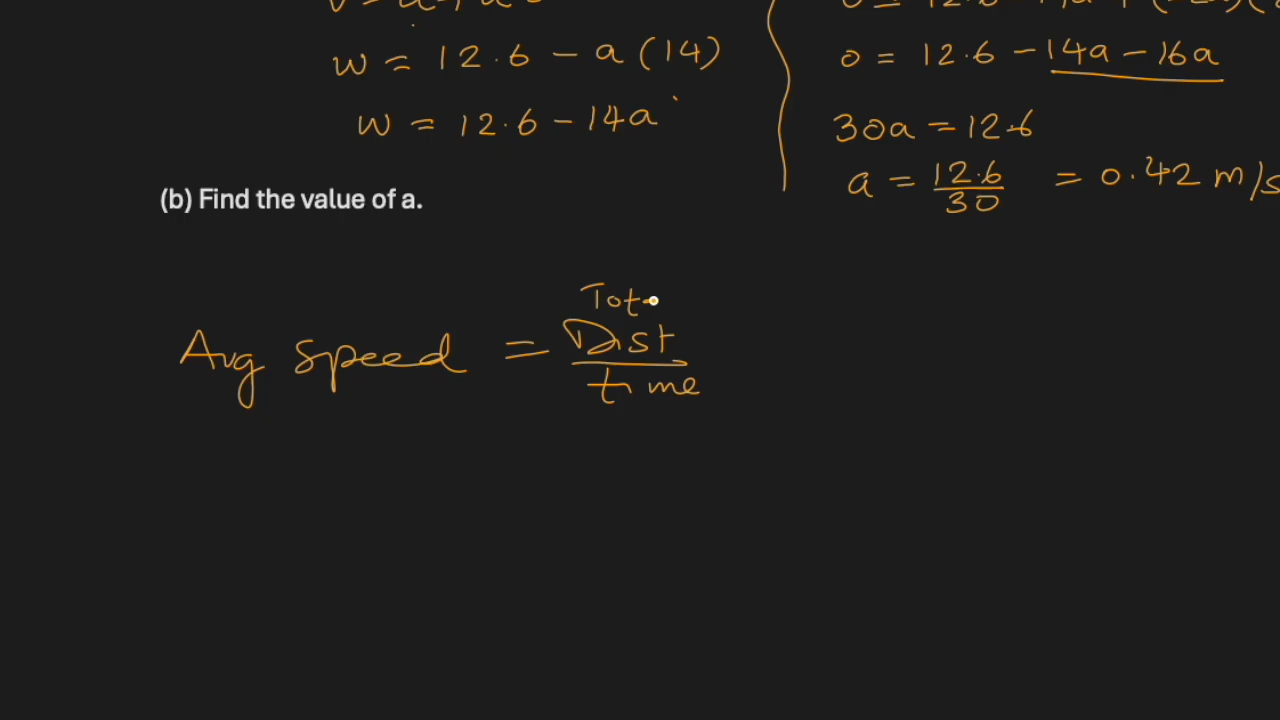 w = 12.6 - a (14)
w = 12.6 - 14a
0 = 12.6 - 14a - 16a
30a = 12.6
a = 12.6/30 = 0.42 m/s
(b) Find the value of a.
Avg speed = Tot Dist/time